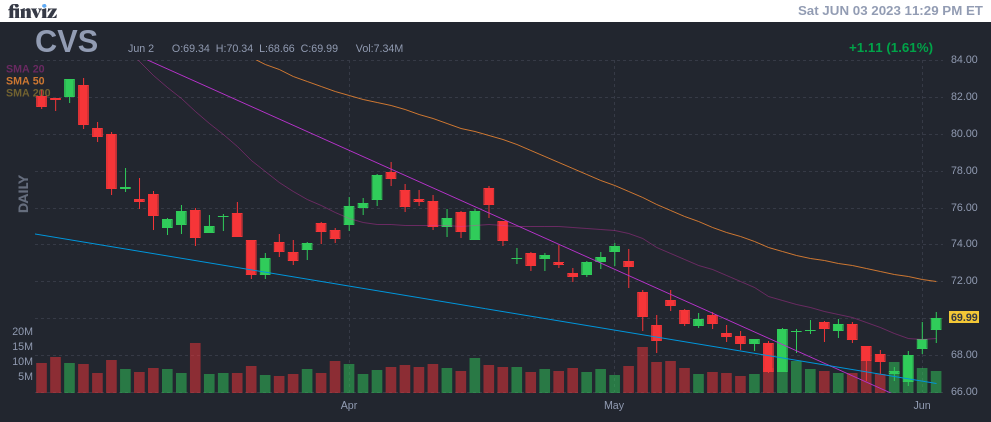 finviz
Sat JUN 03 2023 11:29 PM ET
CVS
Jun 2 O:69.34 H:70.34 L:68.66 C:69.99 Vol:7.34M
+1.11 (1.61%)
SMA 20
SMA 50
SMA 200
DAILY
84.00
82.00
80.00
78.00
76.00
74.00
72.00
69.99
68.00
66.00
20M
15M
10M
5M
Apr May Jun